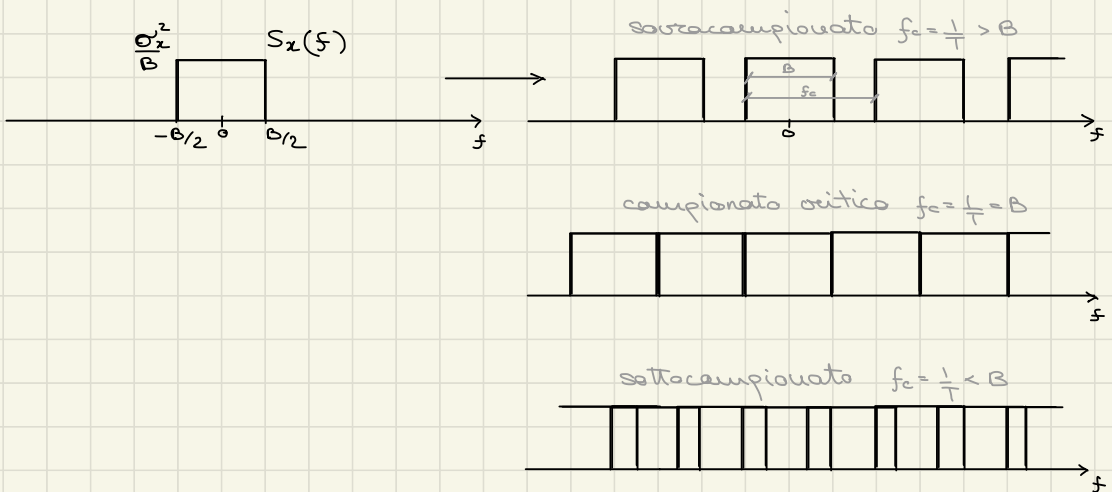 σx²/B Sx(f)
-B/2 0 B/2 f
sovracampionato fc = 1/T > B
B
fc
0 f
campionato critico fc = 1/T = B
f
sottocampionato fc = 1/T < B
f